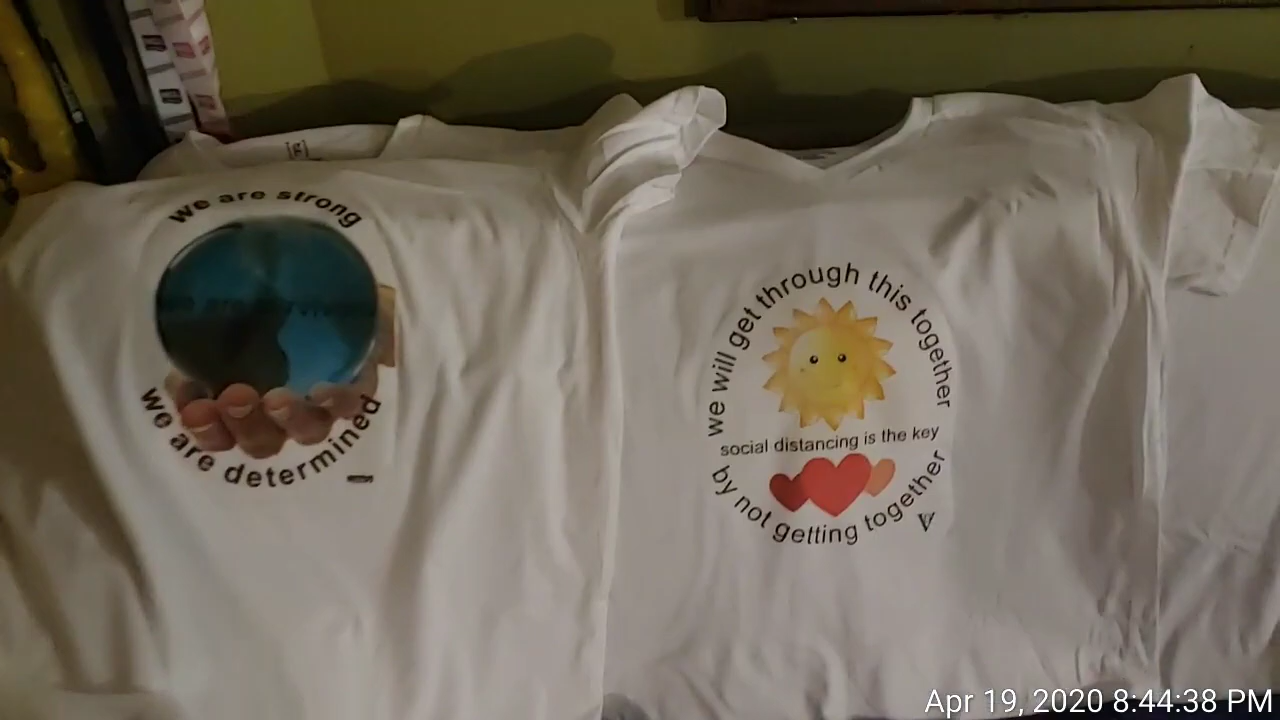 we are strong
we are determined
we will get through this together
social distancing is the key
by not getting together
Apr 19, 2020 8:44:38 PM